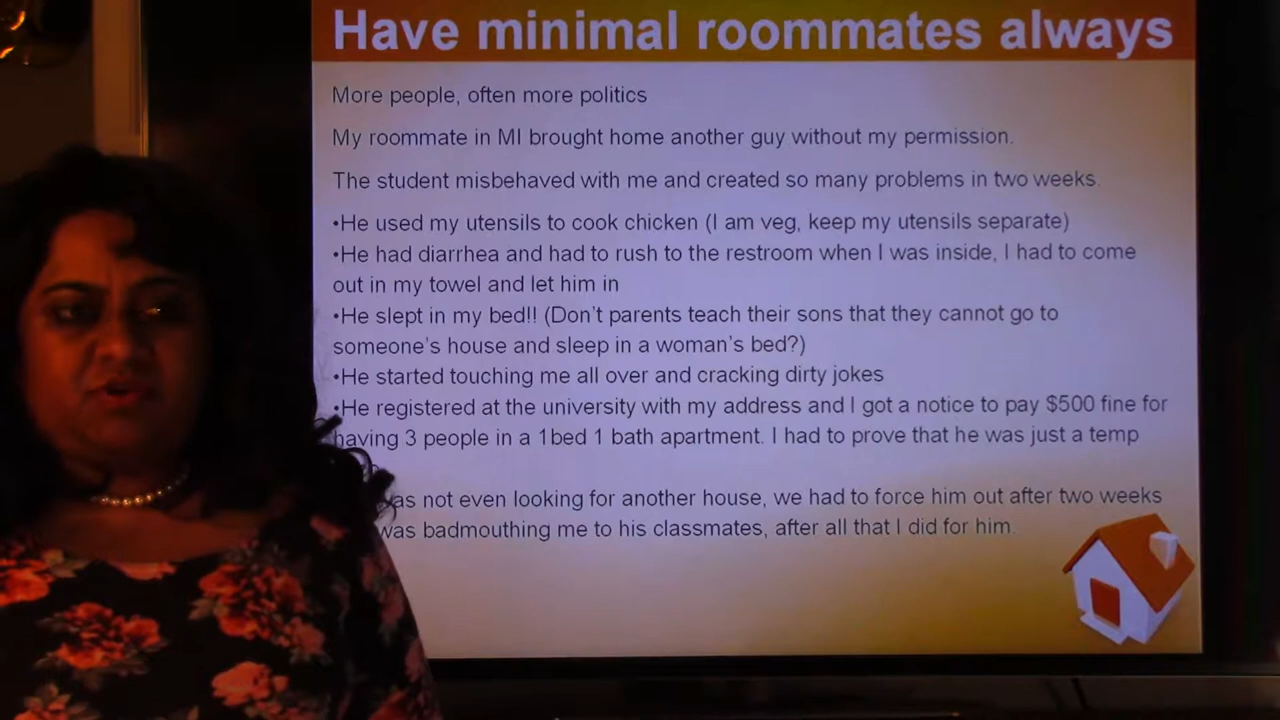 Have minimal roommates always
More people, often more politics
My roommate in MI brought home another guy without my permission.
The student misbehaved with me and created so many problems in two weeks.
•He used my utensils to cook chicken (I am veg, keep my utensils separate)
•He had diarrhea and had to rush to the restroom when I was inside, I had to come
out in my towel and let him in
•He slept in my bed!! (Don't parents teach their sons that they cannot go to
someone's house and sleep in a woman's bed?)
•He started touching me all over and cracking dirty jokes
•He registered at the university with my address and I got a notice to pay $500 fine for
having 3 people in a 1bed 1 bath apartment. I had to prove that he was just a temp
not even looking for another house, we had to force him out after two weeks
was badmouthing me to his classmates, after all that I did for him.